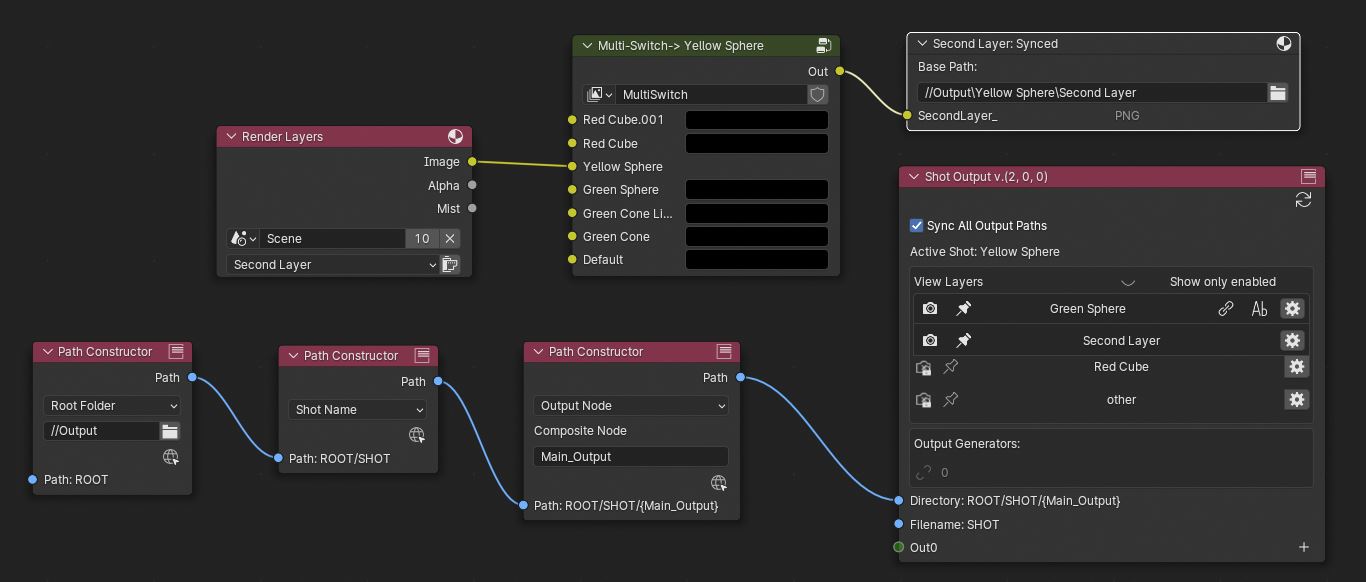 Multi-Switch-> Yellow Sphere
Out
MultiSwitch
Red Cube.001
Red Cube
Yellow Sphere
Green Sphere
Green Cone Li...
Green Cone
Default
Second Layer: Synced
Base Path:
//Output\Yellow Sphere\Second Layer
SecondLayer_ PNG
Render Layers
Image
Alpha
Mist
Scene 10
Second Layer
Shot Output v.(2, 0, 0)
Sync All Output Paths
Active Shot: Yellow Sphere
View Layers Show only enabled
Green Sphere Ab
Second Layer
Red Cube
other
Output Generators:
0
Directory: ROOT/SHOT/{Main_Output}
Filename: SHOT
Out0
Path Constructor
Path
Root Folder
//Output
Path: ROOT
Path Constructor
Path
Shot Name
Path: ROOT/SHOT
Path Constructor
Path
Output Node
Composite Node
Main_Output
Path: ROOT/SHOT/{Main_Output}